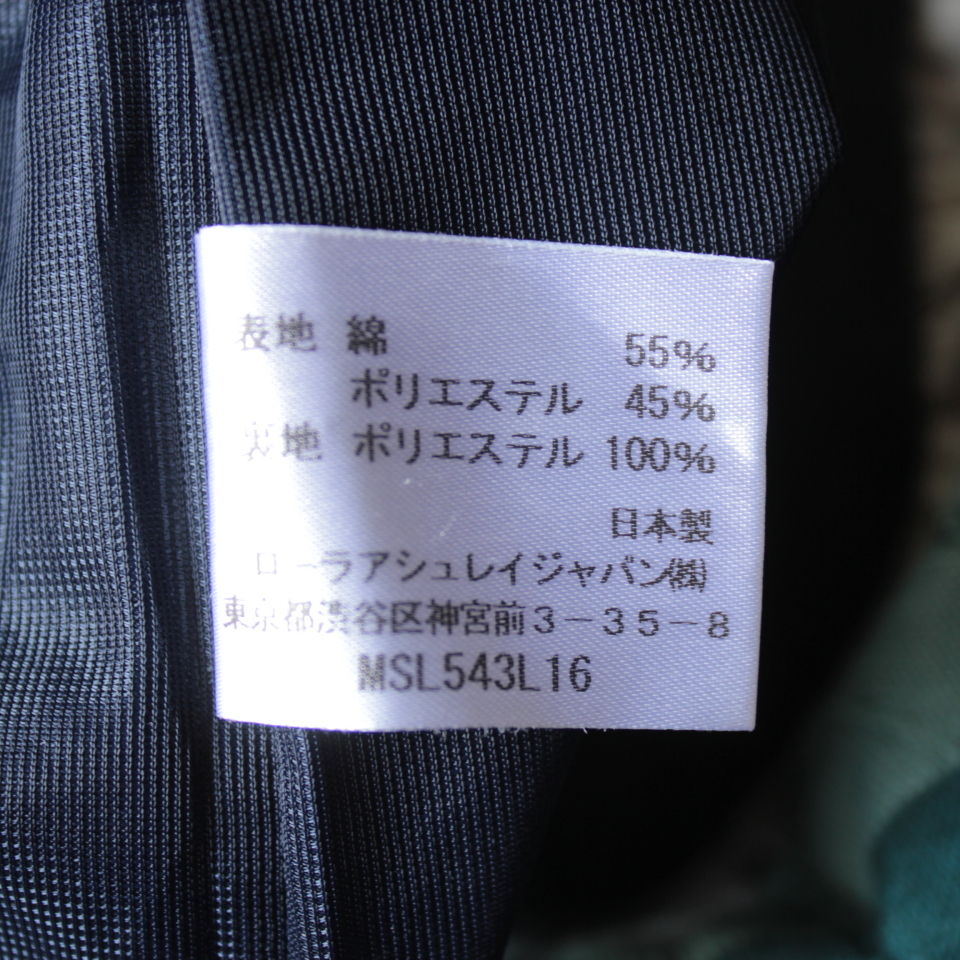 表地 綿 55%
ポリエステル 45%
裏地 ポリエステル 100%
日本製
ローラアシュレイジャパン㈱
東京都渋谷区神宮前3－35－8
MSL543L16